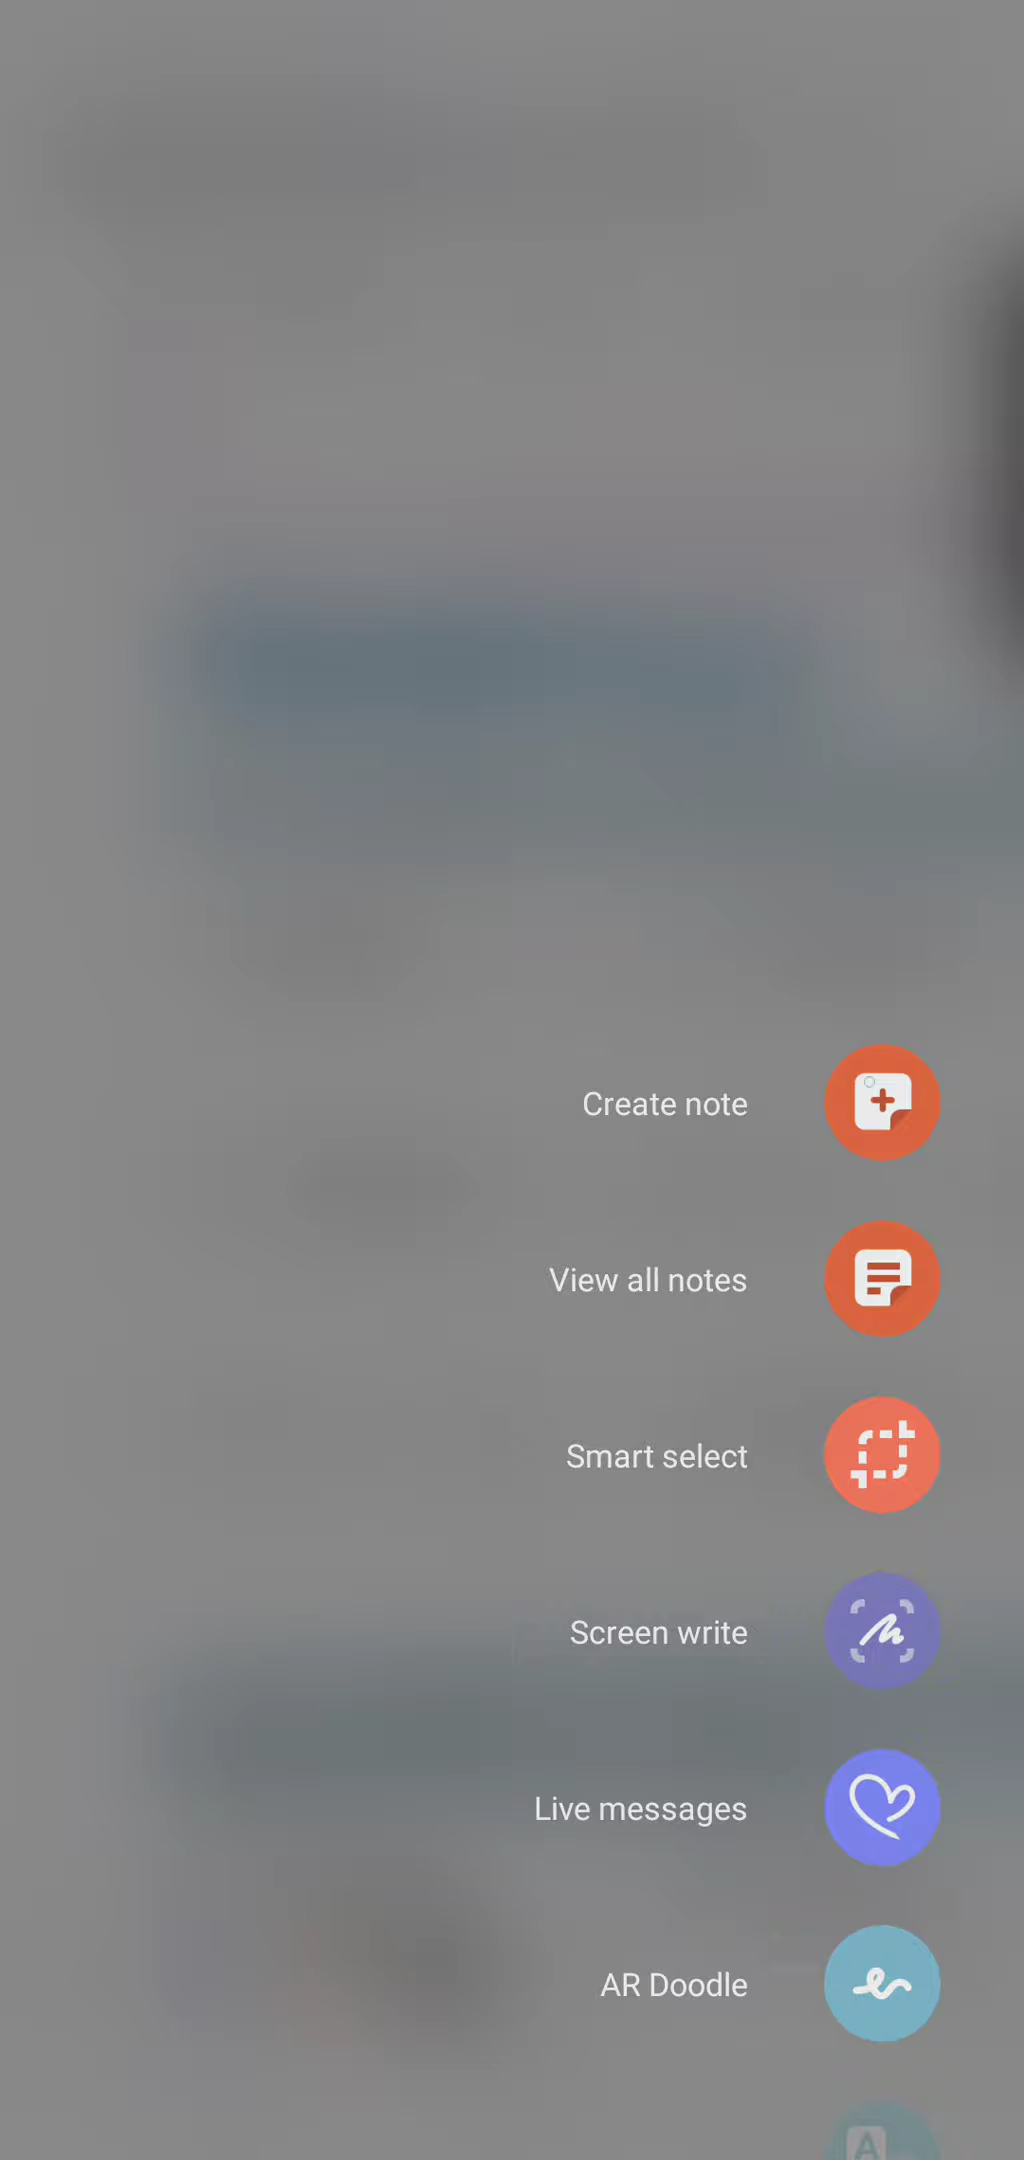 Create note
View all notes
Smart select
Screen write
Live messages
AR Doodle
A